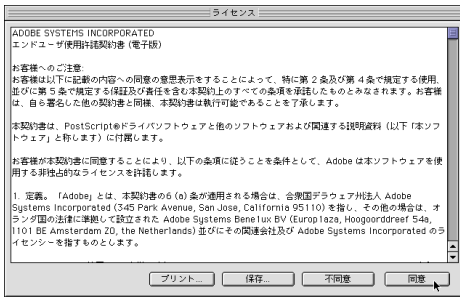 ライセンス
ADOBE SYSTEMS INCORPORATED
エンドユーザ使用許諾契約書 (電子版)
お客様へのご注意:
お客様は以下に記載の内容への同意の意思表示をすることによって、特に第 2 条及び第 4 条で規定する使用、
並びに第 5 条で規定する保証及び責任を含む本契約上のすべての条項を承諾したものとみなされます。お客様
は、自ら署名した他の契約書と同様、本契約書は執行可能であることを了承します。
本契約書は、PostScript®ドライバソフトウェアと他のソフトウェアおよび関連する説明資料（以下「本ソフ
トウェア」と称します）に付属します。
お客様が本契約書に同意することにより、以下の条項に従うことを条件として、Adobe は本ソフトウェアを使
用する非独占的なライセンスを許諾します。
1. 定義。「Adobe」とは、本契約書の6 (a) 条が適用される場合は、合衆国デラウェア州法人 Adobe
Systems Incorporated (345 Park Avenue, San Jose, California 95110) を指し、その他の場合は、オ
ランダ国の法律に準拠して設立された Adobe Systems Benelux BV (Europlaza, Hoogoorddreef 54a,
1101 BE Amsterdam ZO, the Netherlands) 並びにその関連会社及び Adobe Systems Incorporated のラ
イセンシーを指すものとします。
プリント... 保存... 不同意 同意